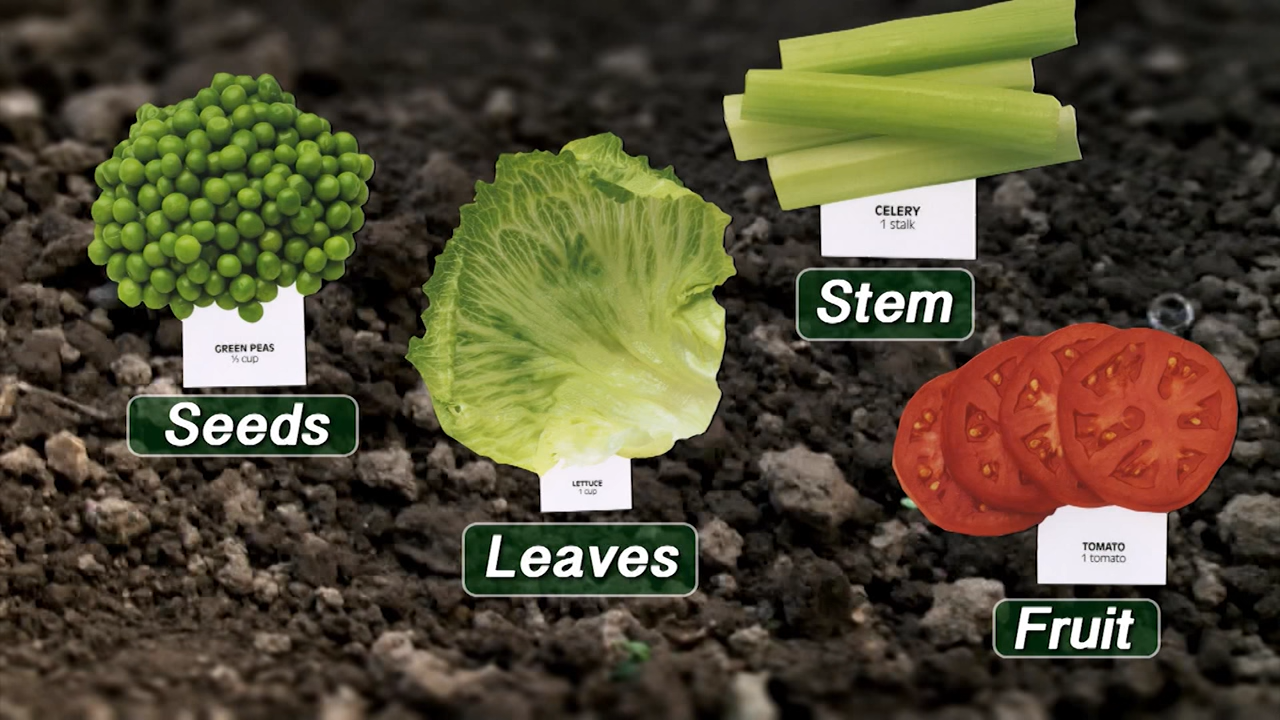 GREEN PEAS
½ cup
Seeds
LETTUCE
1 cup
Leaves
CELERY
1 stalk
Stem
TOMATO
1 tomato
Fruit